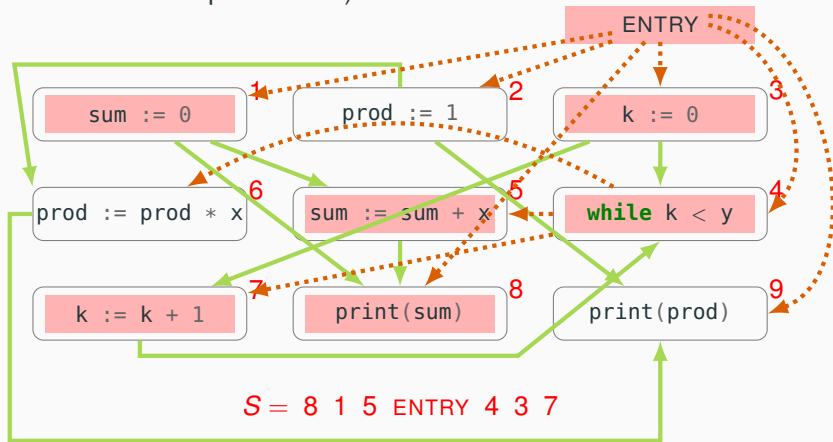 ENTRY
1
2
3
sum := 0
prod := 1
k := 0
6
5
4
prod := prod * x
sum := sum + x
while k < y
7
8
9
k := k + 1
print(sum)
print(prod)
S = 8 1 5 ENTRY 4 3 7